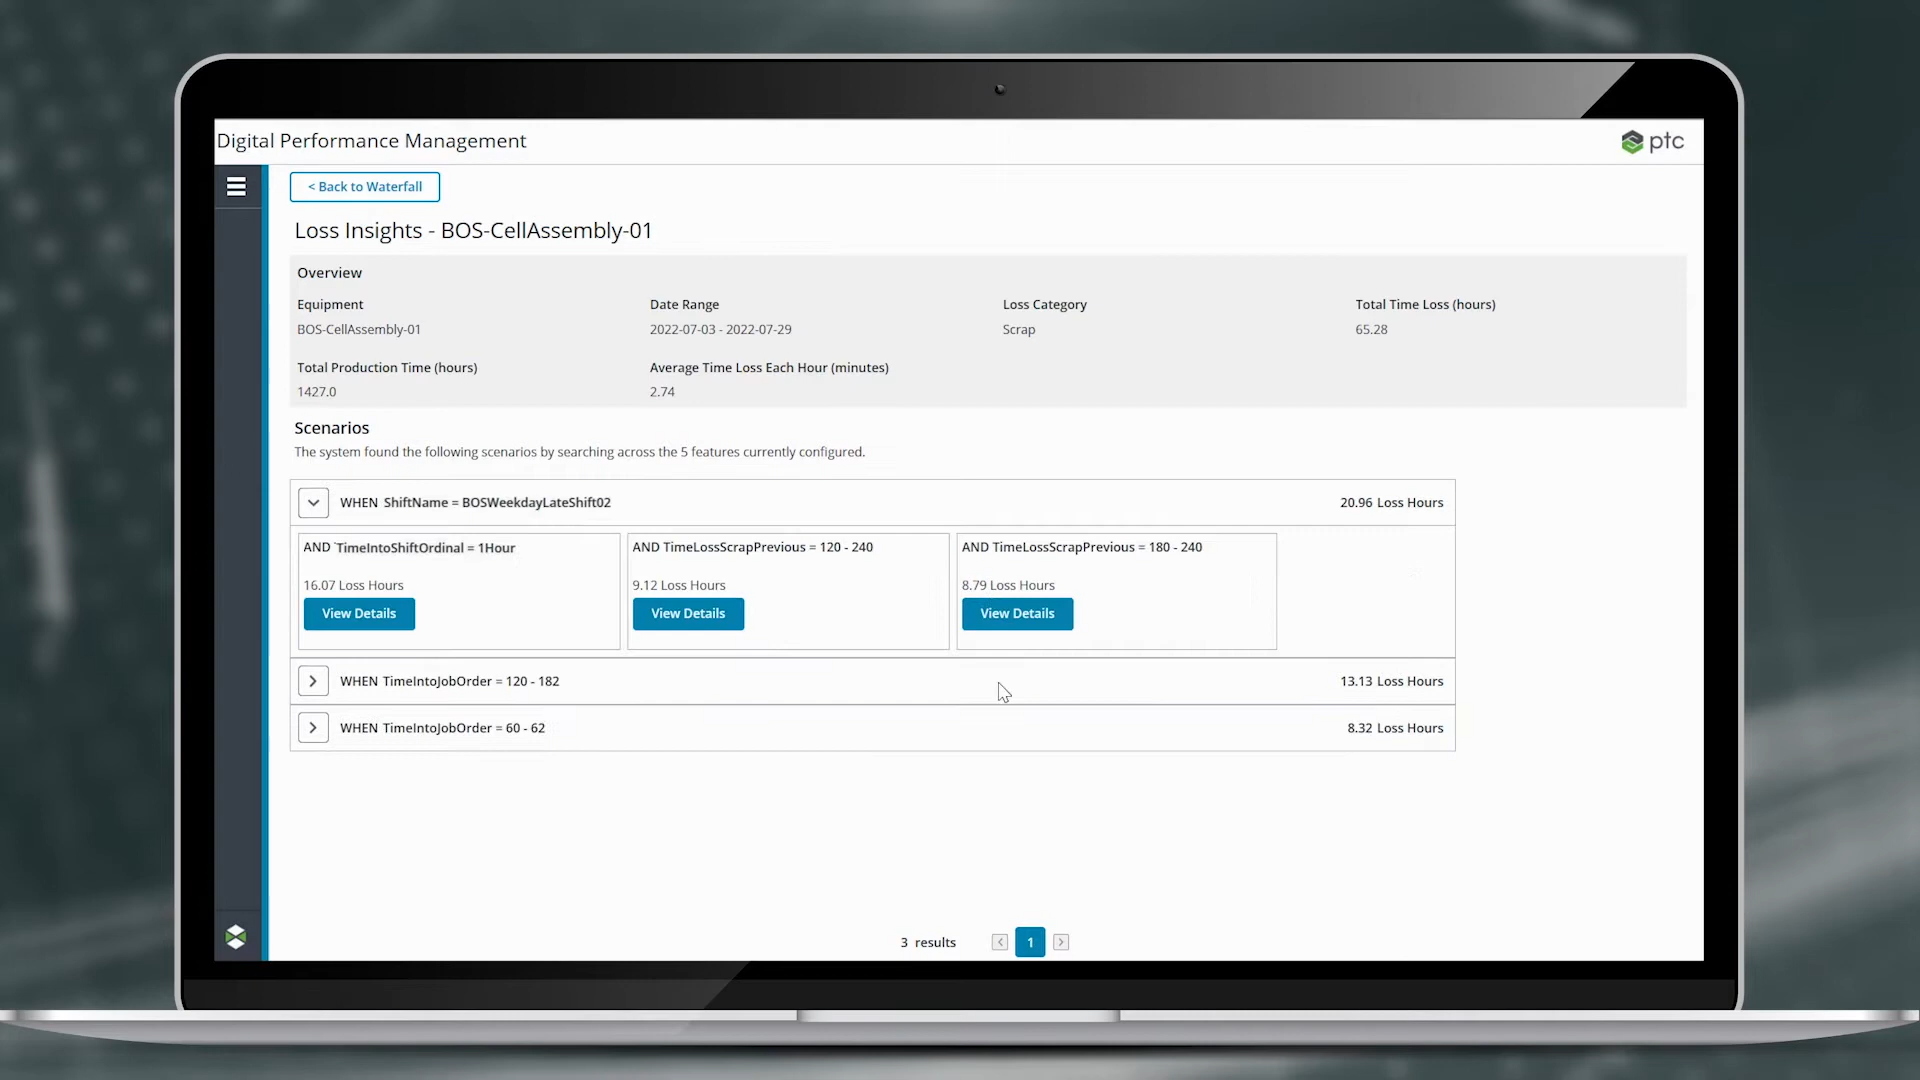 Digital Performance Management
ptc
< Back to Waterfall
Loss Insights - BOS-CellAssembly-01
Overview
Equipment
BOS-CellAssembly-01
Date Range
2022-07-03 - 2022-07-29
Loss Category
Scrap
Total Time Loss (hours)
65.28
Total Production Time (hours)
1427.0
Average Time Loss Each Hour (minutes)
2.74
Scenarios
The system found the following scenarios by searching across the 5 features currently configured.
WHEN ShiftName = BOSWeekdayLateShift02
20.96 Loss Hours
AND TimeIntoShiftOrdinal = 1Hour
16.07 Loss Hours
View Details
AND TimeLossScrapPrevious = 120 - 240
9.12 Loss Hours
View Details
AND TimeLossScrapPrevious = 180 - 240
8.79 Loss Hours
View Details
WHEN TimeIntoJobOrder = 120 - 182
13.13 Loss Hours
WHEN TimeIntoJobOrder = 60 - 62
8.32 Loss Hours
3 results
1